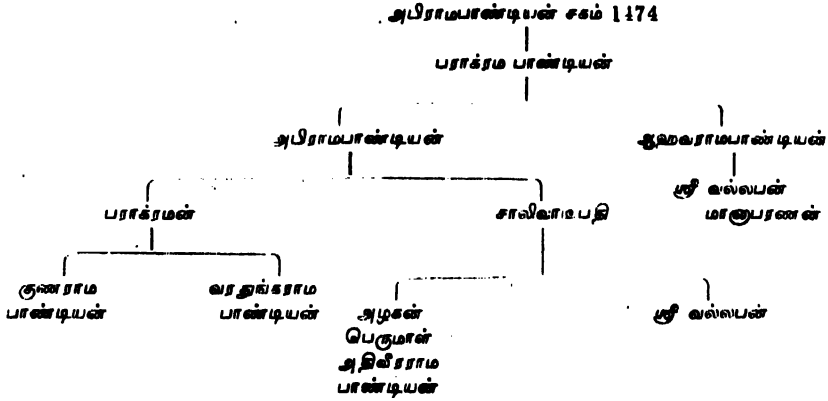 அபிராமபாண்டியன் சகம் 1474
பராக்ரம பாண்டியன்
அபிராமபாண்டியன்
ஆஹவராமபாண்டியன்
ஸ்ரீ வல்லபன்
மானாபரணன்
பராக்ரமன்
சாலிவாடீபதி
குணராம
பாண்டியன்
வரதுங்கராம
பாண்டியன்
அழகன்
பெருமாள்
அதிவீரராம
பாண்டியன்
ஸ்ரீ வல்லபன்